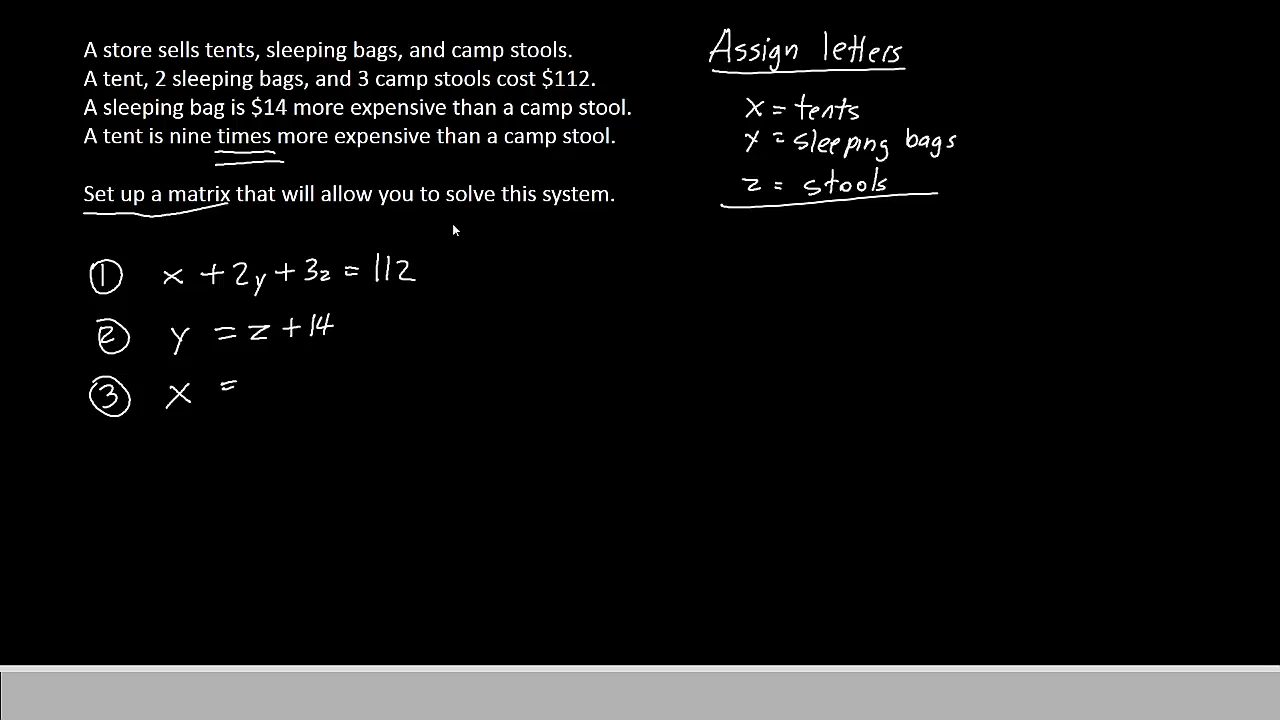 A store sells tents, sleeping bags, and camp stools.
A tent, 2 sleeping bags, and 3 camp stools cost $112.
A sleeping bag is $14 more expensive than a camp stool.
A tent is nine times more expensive than a camp stool.
Set up a matrix that will allow you to solve this system.
① x + 2y + 3z = 112
② y = z + 14
③ x =
Assign letters
x = tents
y = sleeping bags
z = stools